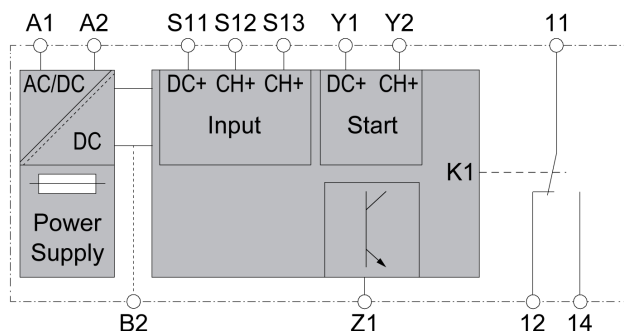 A1 A2 S11 S12 S13 Y1 Y2 11
AC/DC DC+ CH+ CH+ DC+ CH+
DC Input Start
K1
Power
Supply
B2 Z1 12 14